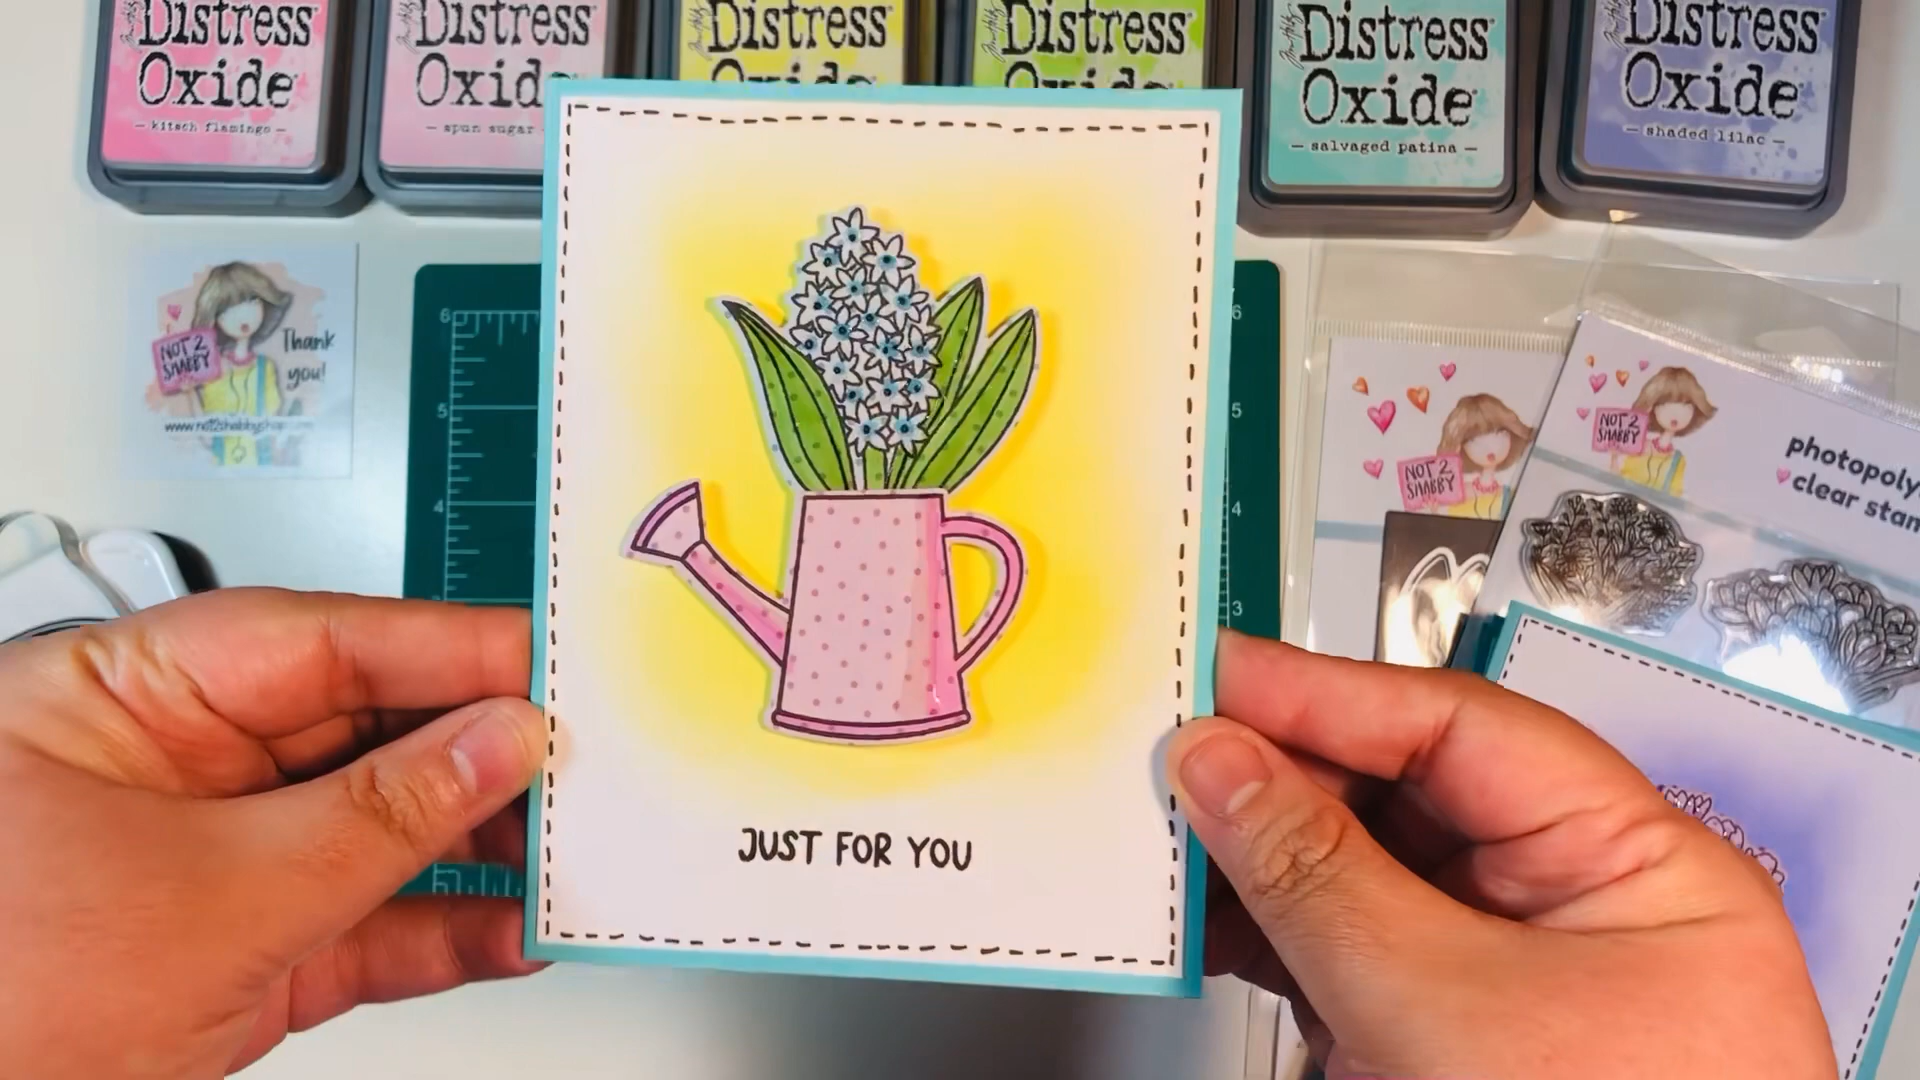 Distress
Oxide
— kitsch flamingo —
Distress
Oxid
— spun sugar
Distress
Oxide
Distress
Oxide
Distress
Oxide
— salvaged patina —
Distress
Oxide
— shaded lilac —
NOT 2
SHABBY
Thank
you!
6
5
4
6
5
4
3
JUST FOR YOU
NOT 2
SHABBY
NOT 2
SHABBY
photopoly
clear stam